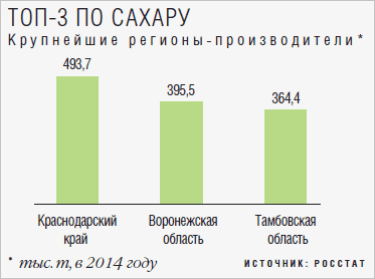 ТОП-3 ПО САХАРУ
Крупнейшие регионы-производители*
493,7
395,5
364,4
Краснодарский край
Воронежская область
Тамбовская область
* тыс. т, в 2014 году
ИСТОЧНИК: РОССТАТ